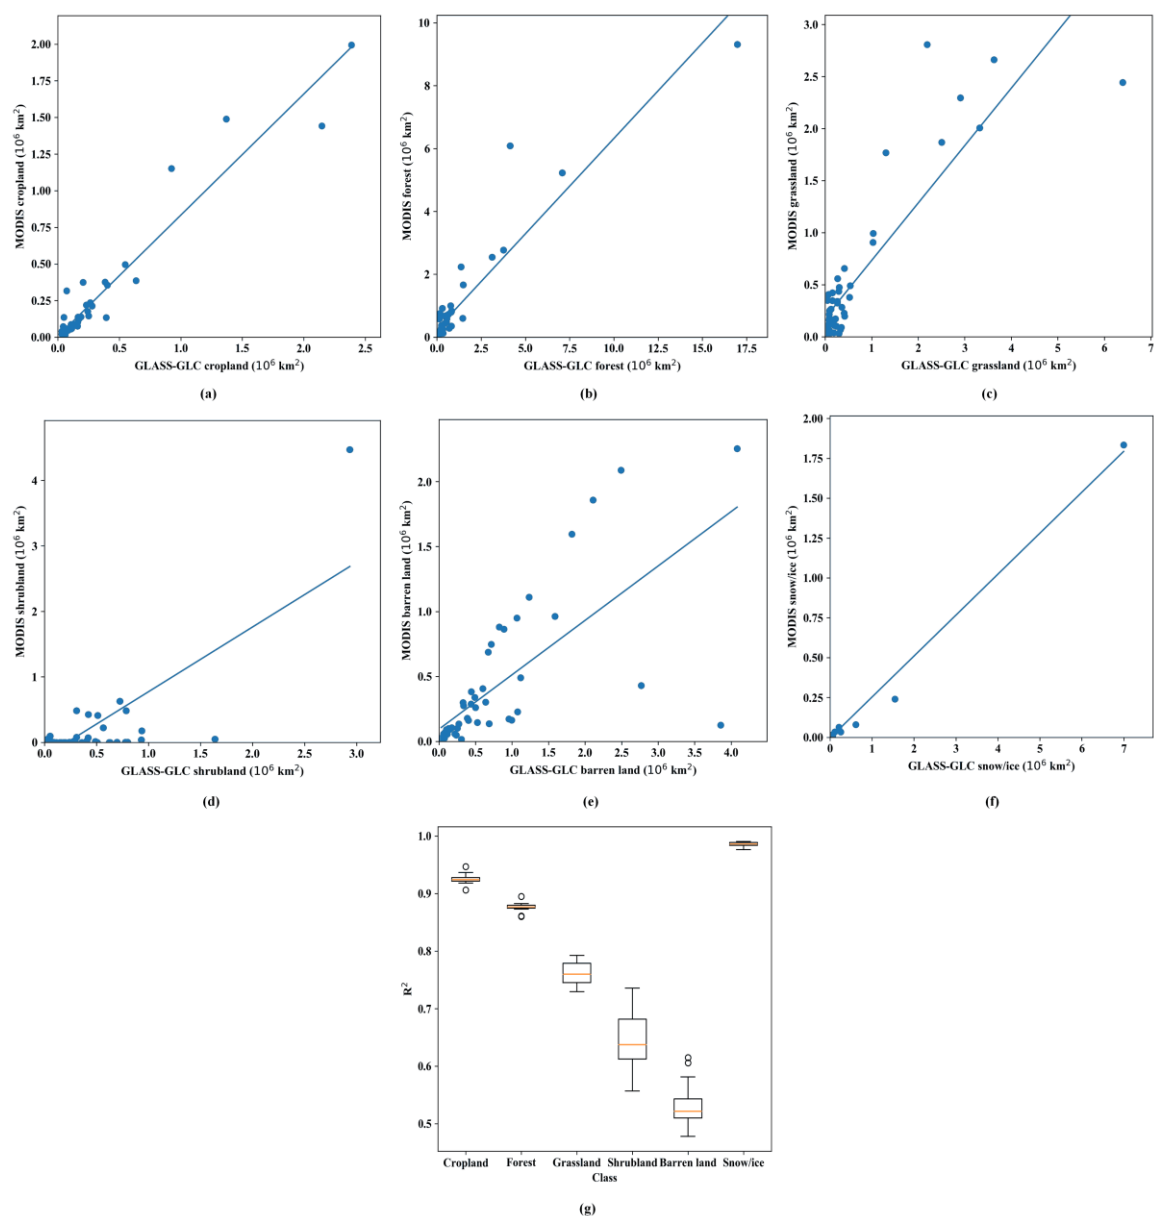 2.00
1.75
1.50
1.25
1.00
0.75
0.50
0.25
0.00
MODIS cropland (10⁶ km²)
0.0 0.5 1.0 1.5 2.0 2.5
GLASS-GLC cropland (10⁶ km²)
(a)
10
8
6
4
2
0
MODIS forest (10⁶ km²)
0.0 2.5 5.0 7.5 10.0 12.5 15.0 17.5
GLASS-GLC forest (10⁶ km²)
(b)
3.0
2.5
2.0
1.5
1.0
0.5
0.0
MODIS grassland (10⁶ km²)
0 1 2 3 4 5 6 7
GLASS-GLC grassland (10⁶ km²)
(c)
4
3
2
1
0
MODIS shrubland (10⁶ km²)
0.0 0.5 1.0 1.5 2.0 2.5 3.0
GLASS-GLC shrubland (10⁶ km²)
(d)
2.0
1.5
1.0
0.5
0.0
MODIS barren land (10⁶ km²)
0.0 0.5 1.0 1.5 2.0 2.5 3.0 3.5 4.0
GLASS-GLC barren land (10⁶ km²)
(e)
2.00
1.75
1.50
1.25
1.00
0.75
0.50
0.25
0.00
MODIS snow/ice (10⁶ km²)
0 1 2 3 4 5 6 7
GLASS-GLC snow/ice (10⁶ km²)
(f)
1.0
0.9
0.8
0.7
0.6
0.5
R²
Cropland Forest Grassland Shrubland Barren land Snow/ice
Class
(g)